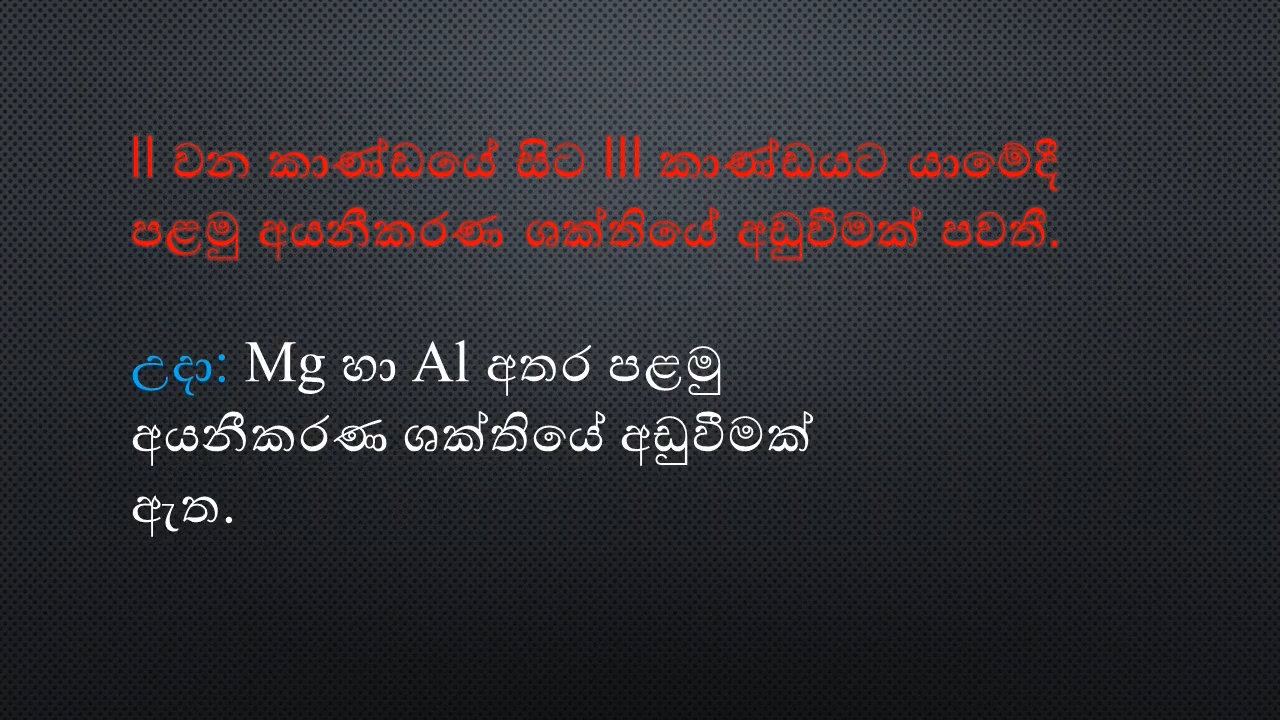 II වන කාණ්ඩයේ සිට III කාණ්ඩයට යාමේදී
පළමු අයනීකරණ ශක්තියේ අඩුවීමක් පවතී.
උදා: Mg හා Al අතර පළමු
අයනීකරණ ශක්තියේ අඩුවීමක්
ඇත.